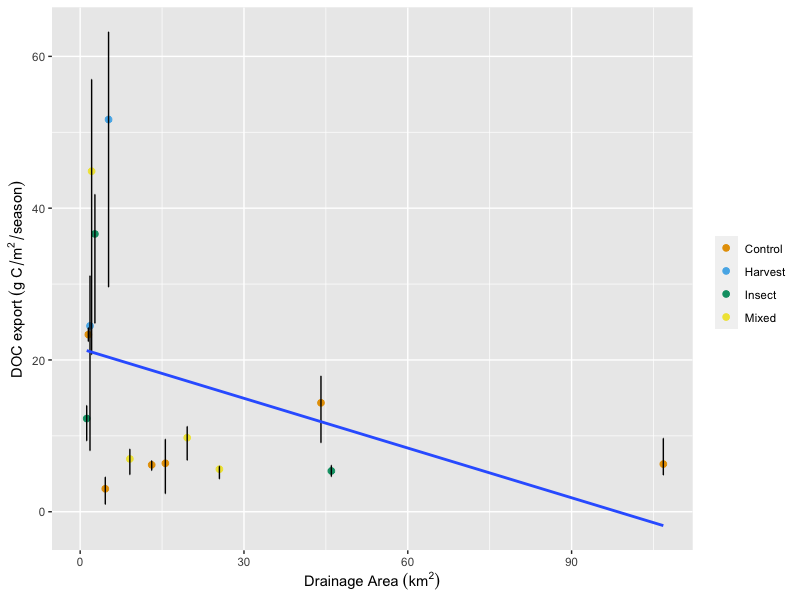 60
40
20
0
DOC export (g C/m²/season)
0 30 60 90
Drainage Area (km²)
Control
Harvest
Insect
Mixed